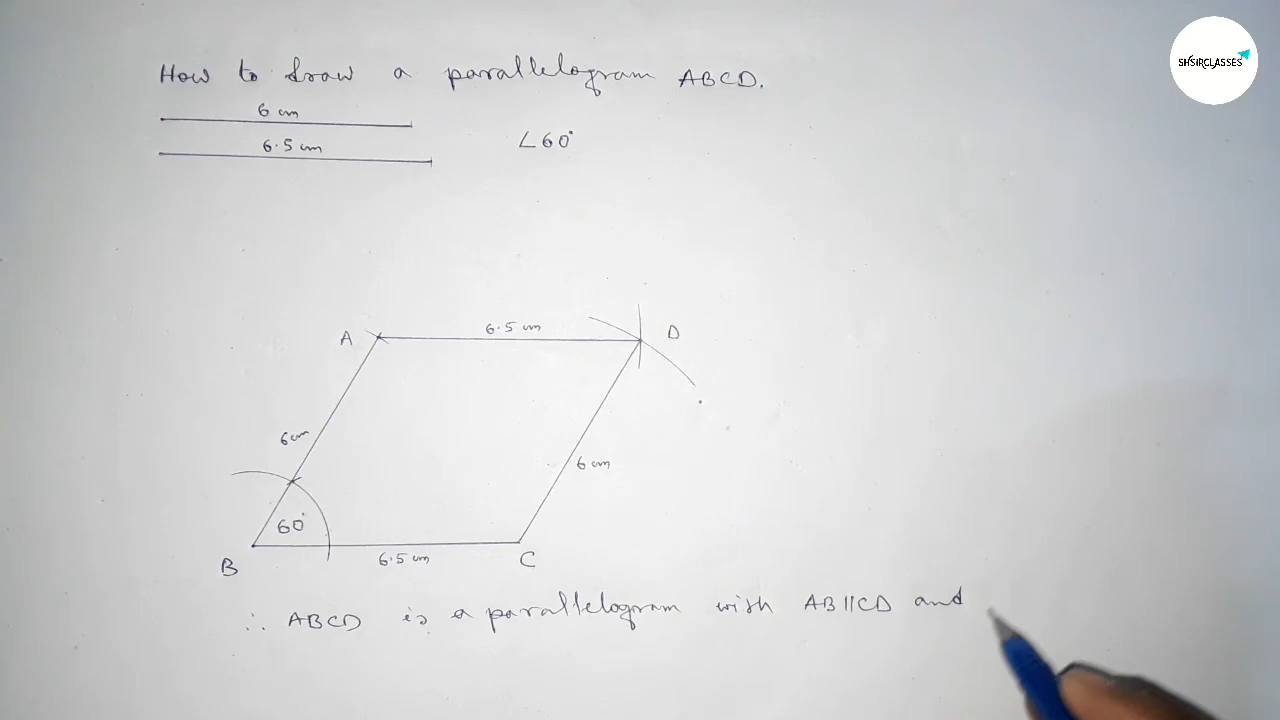 How to draw a parallelogram ABCD.
SHSIRCLASSES
6 cm
6.5 cm
∠60°
A
6.5 cm
D
6cm
6 cm
60°
B
6.5 cm
C
∴ ABCD is a parallelogram with AB||CD and